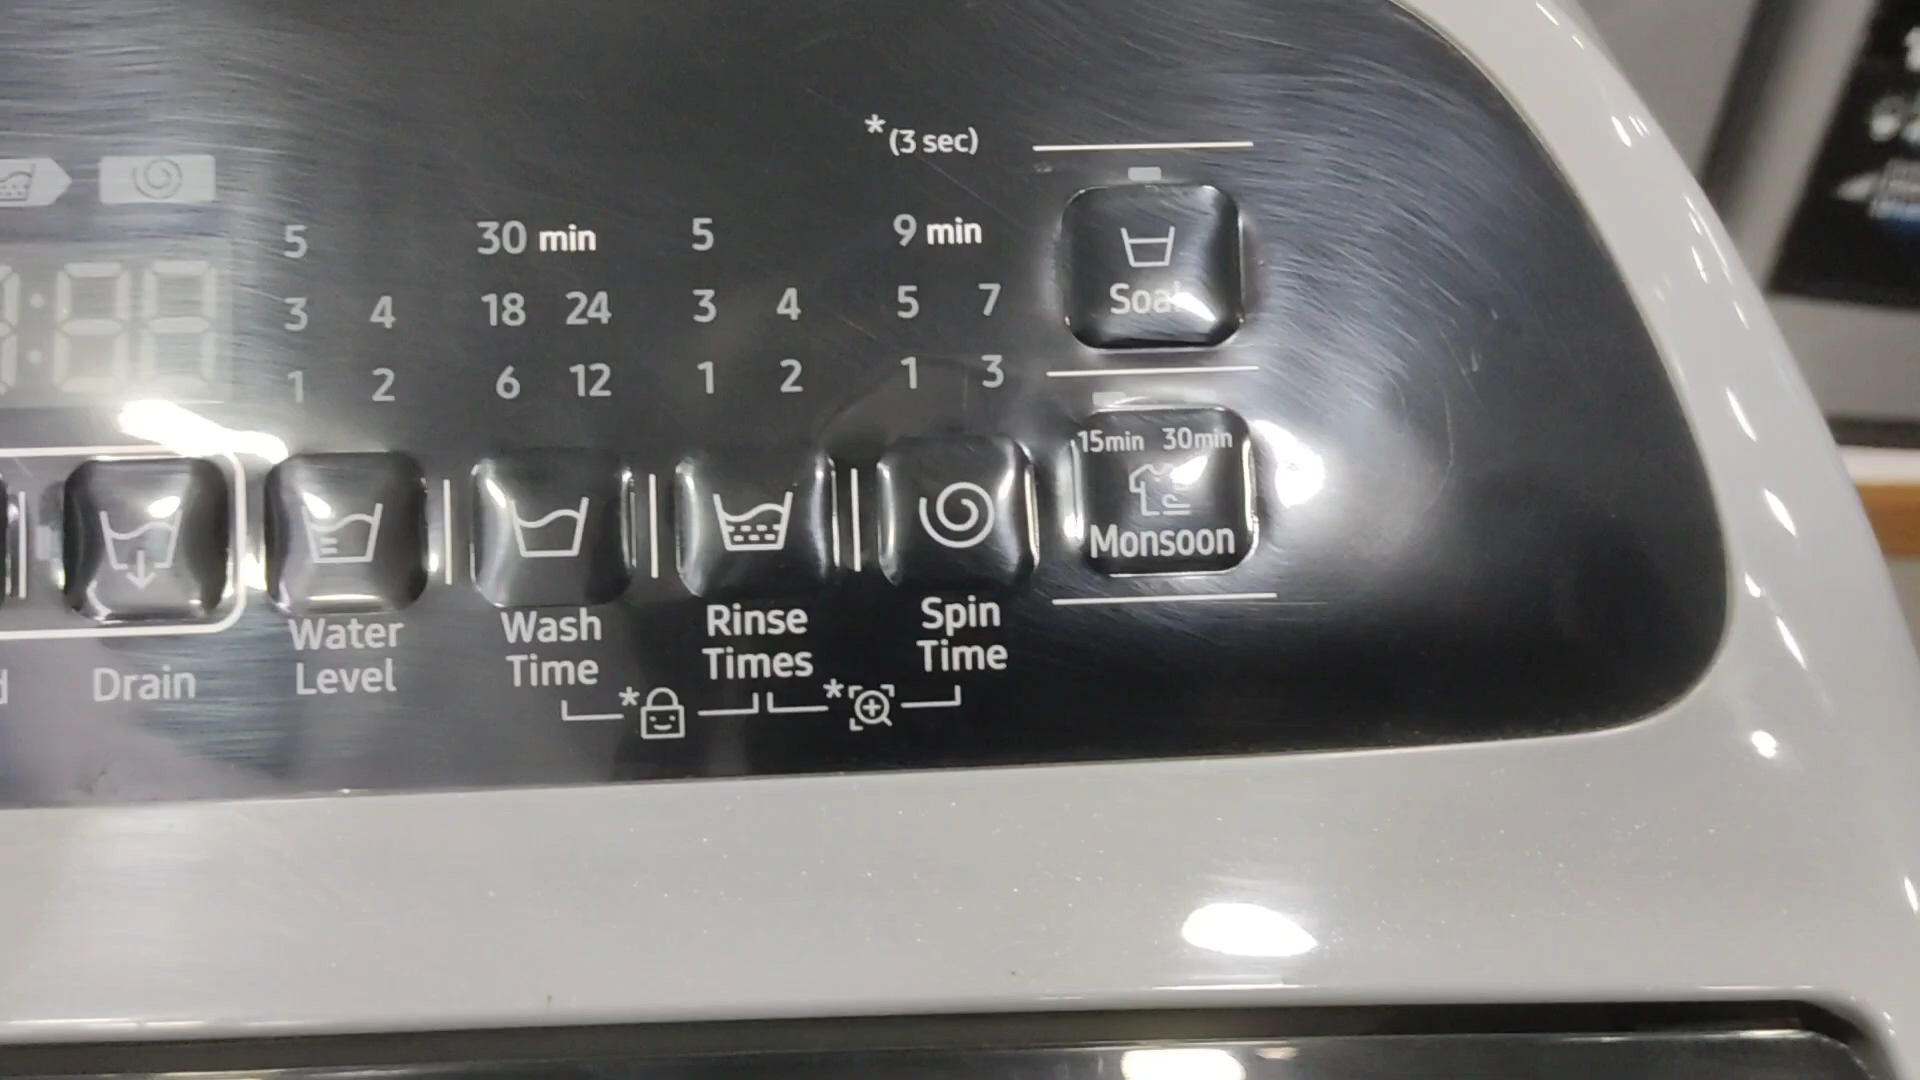 *(3 sec)
5 30 min 5 9 min
3 4 18 24 3 4 5 7
1 2 6 12 1 2 1 3
Soak
15min 30min
Monsoon
Drain
Water
Level
Wash
Time
Rinse
Times
Spin
Time
*
*